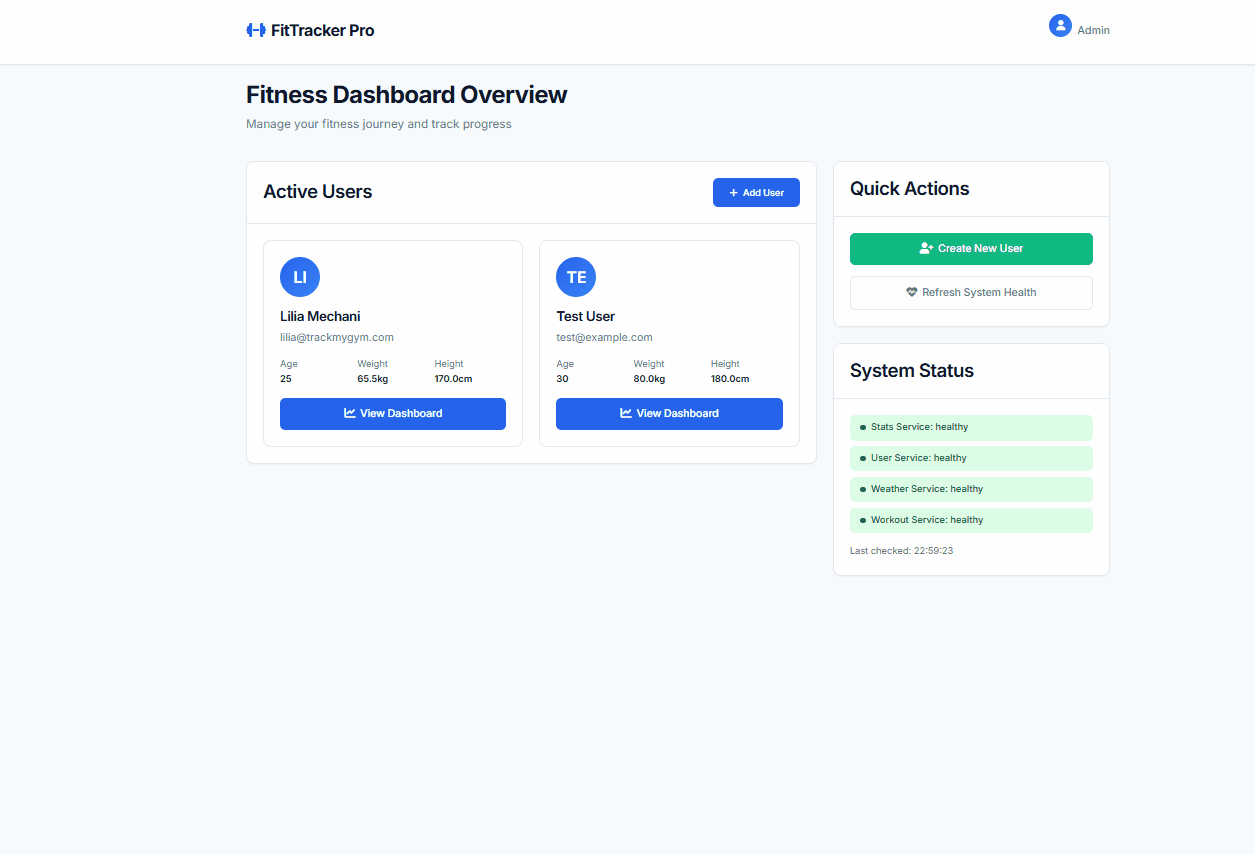 FitTracker Pro
Admin
Fitness Dashboard Overview
Manage your fitness journey and track progress
Active Users
Add User
LI
Lilia Mechani
lilia@trackmygym.com
Age Weight Height
25 65.5kg 170.0cm
View Dashboard
TE
Test User
test@example.com
Age Weight Height
30 80.0kg 180.0cm
View Dashboard
Quick Actions
Create New User
Refresh System Health
System Status
Stats Service: healthy
User Service: healthy
Weather Service: healthy
Workout Service: healthy
Last checked: 22:59:23